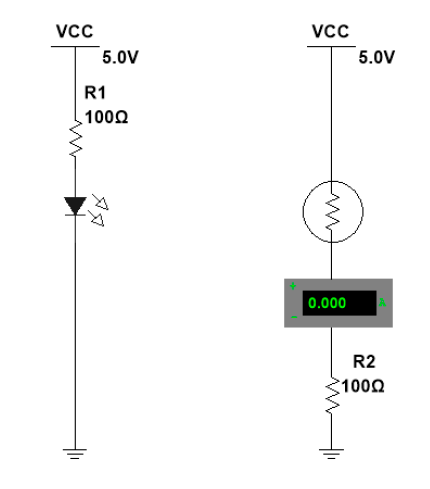 VCC
5.0V
R1
100Ω
VCC
5.0V
+
0.000
A
-
R2
100Ω